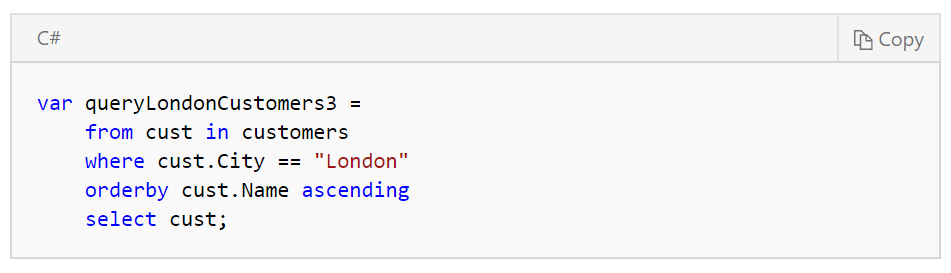 C#
Copy
var queryLondonCustomers3 =
    from cust in customers
    where cust.City == "London"
    orderby cust.Name ascending
    select cust;